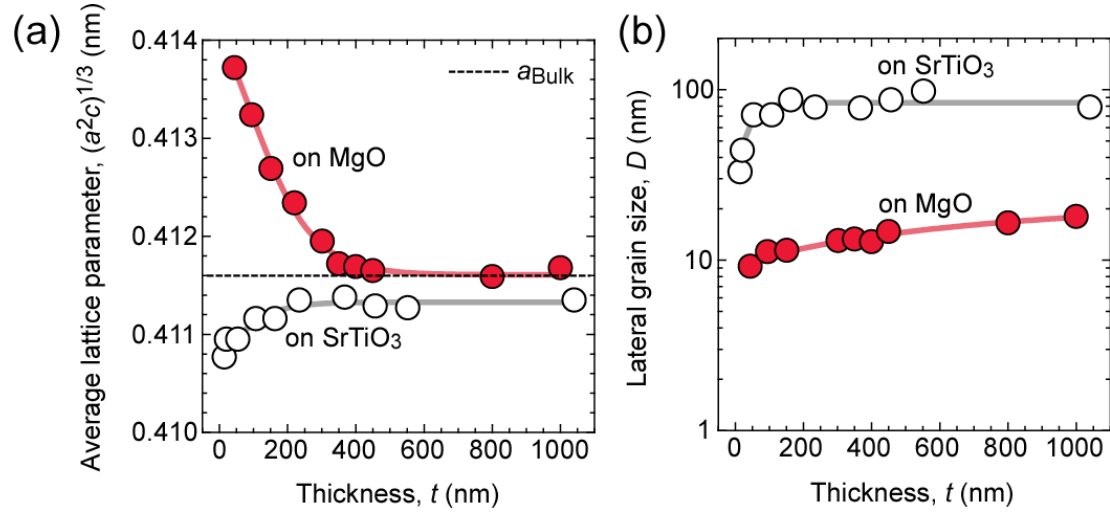 (a)
Average lattice parameter, (a²c)¹/³ (nm)
0.414
0.413
0.412
0.411
0.410
a_Bulk
on MgO
on SrTiO₃
0 200 400 600 800 1000
Thickness, t (nm)
(b)
Lateral grain size, D (nm)
100
10
1
on SrTiO₃
on MgO
0 200 400 600 800 1000
Thickness, t (nm)